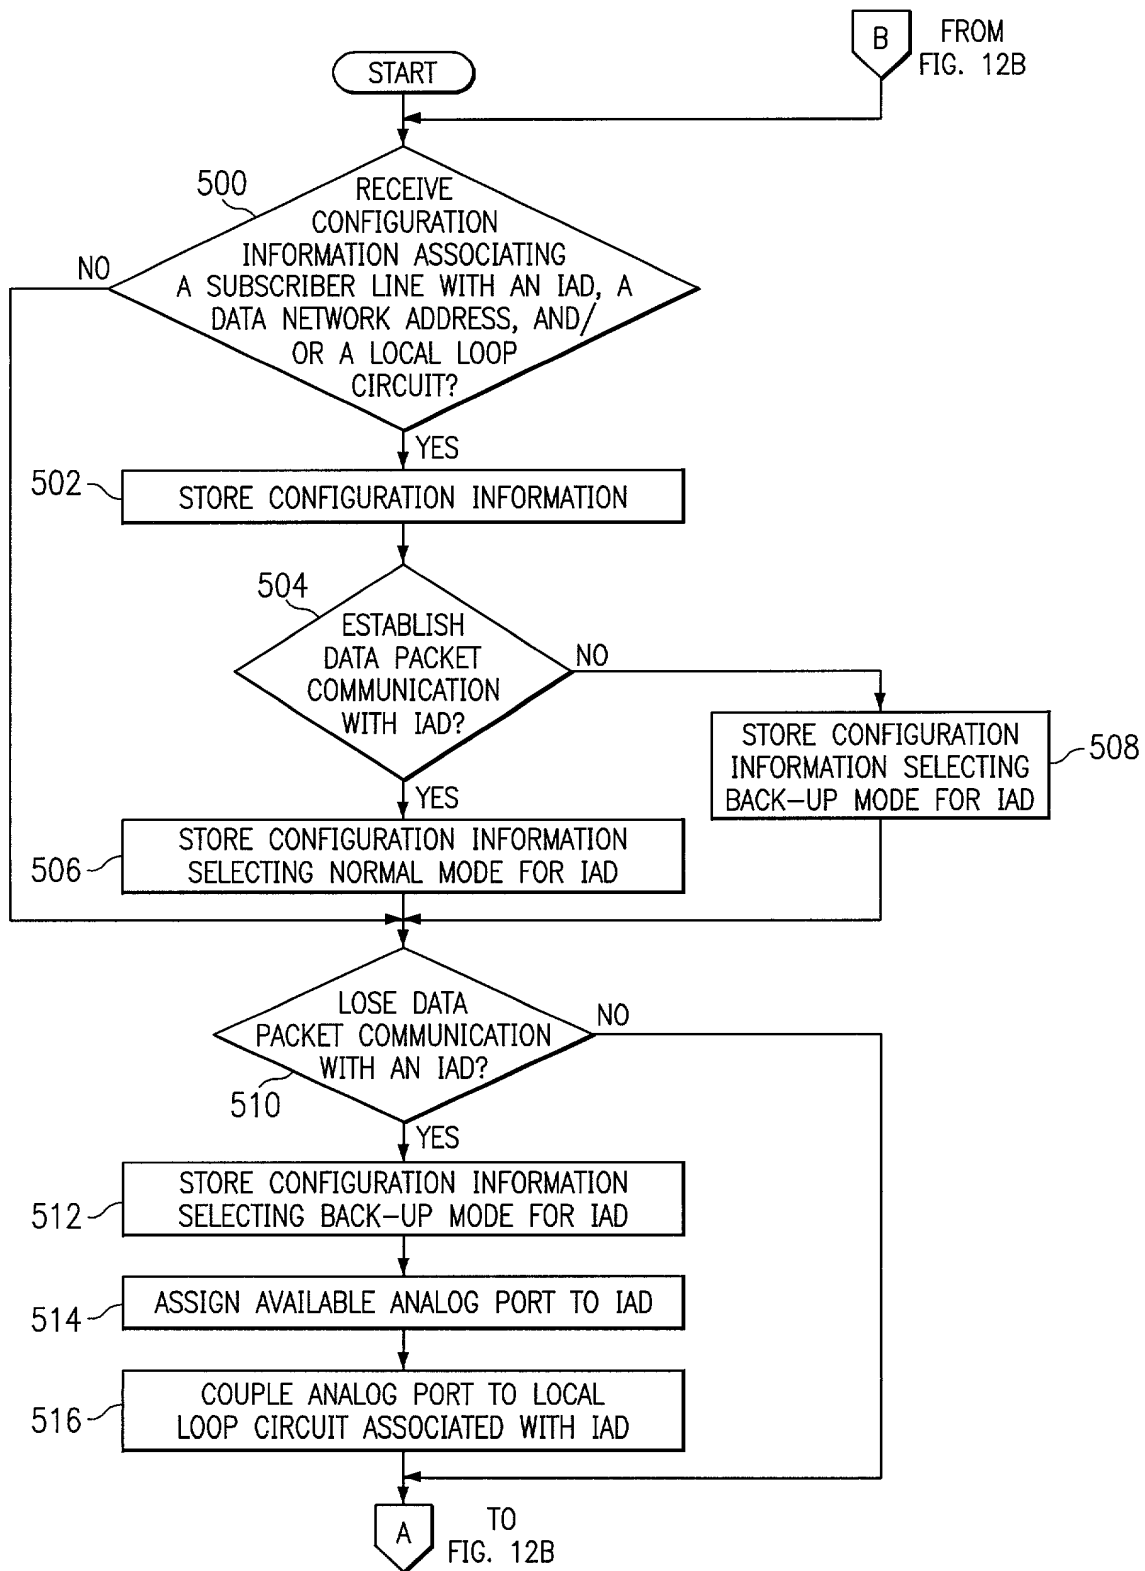 B
FROM
FIG. 12B
START
500
RECEIVE
CONFIGURATION
INFORMATION ASSOCIATING
A SUBSCRIBER LINE WITH AN IAD, A
DATA NETWORK ADDRESS, AND/
OR A LOCAL LOOP
CIRCUIT?
NO
YES
502
STORE CONFIGURATION INFORMATION
504
ESTABLISH
DATA PACKET
COMMUNICATION
WITH IAD?
NO
STORE CONFIGURATION
INFORMATION SELECTING
BACK-UP MODE FOR IAD
508
YES
STORE CONFIGURATION INFORMATION
SELECTING NORMAL MODE FOR IAD
506
LOSE DATA
PACKET COMMUNICATION
WITH AN IAD?
NO
510
YES
STORE CONFIGURATION INFORMATION
SELECTING BACK-UP MODE FOR IAD
512
ASSIGN AVAILABLE ANALOG PORT TO IAD
514
COUPLE ANALOG PORT TO LOCAL
LOOP CIRCUIT ASSOCIATED WITH IAD
516
A
TO
FIG. 12B